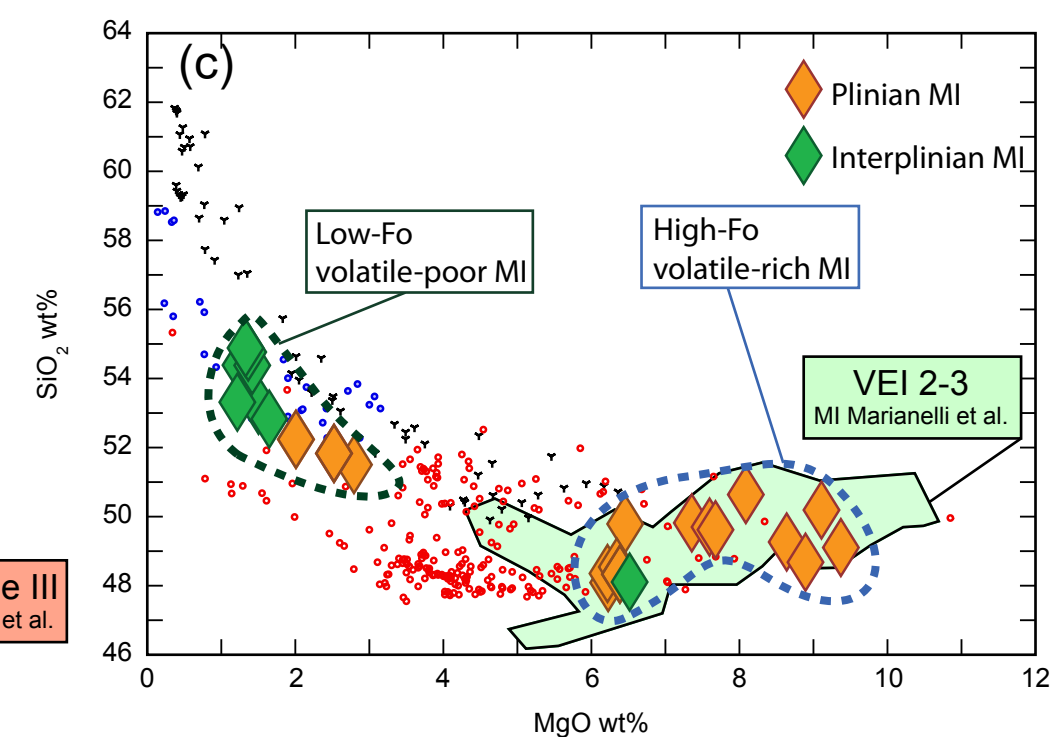 (c)
Plinian MI
Interplinian MI
Low-Fo
volatile-poor MI
High-Fo
volatile-rich MI
VEI 2-3
MI Marianelli et al.
e III
et al.
64
62
60
58
56
54
52
50
48
46
SiO₂ wt%
0 2 4 6 8 10 12
MgO wt%